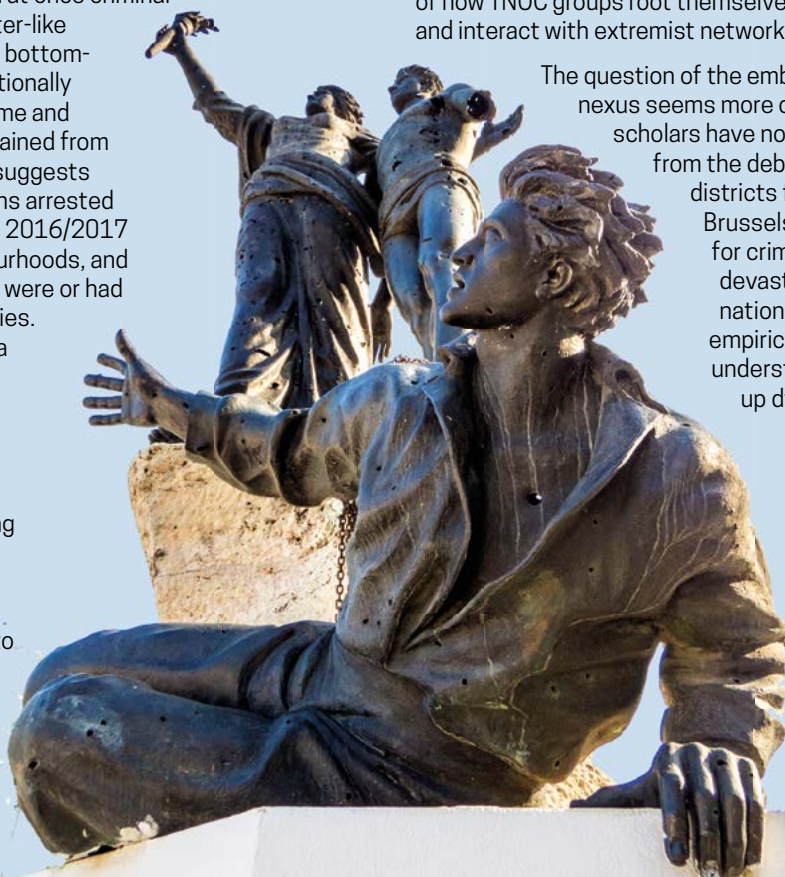 at once criminal
ter-like
bottom-
tionally
me and
ained from
suggests
ns arrested
2016/2017
urhoods, and
were or had
ies.
a
ng
of how TNOC groups root themselves
and interact with extremist network
The question of the emb
nexus seems more c
scholars have no
from the deb
districts f
Brussels
for crim
devast
nation
empiric
underst
up d